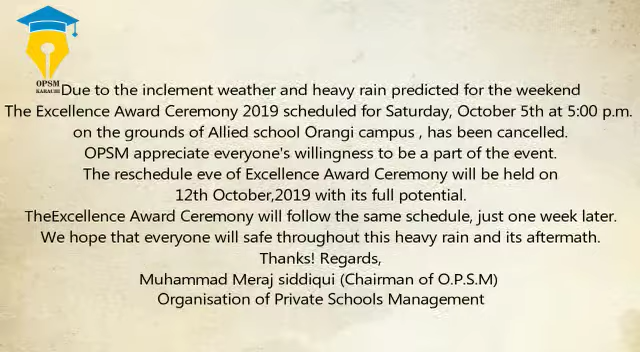 OPSM
KARACHI
Due to the inclement weather and heavy rain predicted for the weekend
The Excellence Award Ceremony 2019 scheduled for Saturday, October 5th at 5:00 p.m.
on the grounds of Allied school Orangi campus , has been cancelled.
OPSM appreciate everyone's willingness to be a part of the event.
The reschedule eve of Excellence Award Ceremony will be held on
12th October,2019 with its full potential.
TheExcellence Award Ceremony will follow the same schedule, just one week later.
We hope that everyone will safe throughout this heavy rain and its aftermath.
Thanks! Regards,
Muhammad Meraj siddiqui (Chairman of O.P.S.M)
Organisation of Private Schools Management